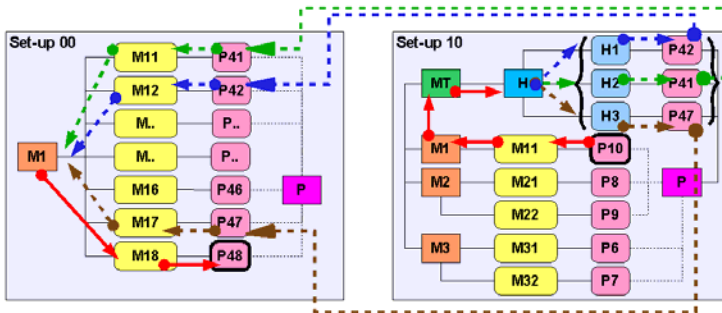 Set-up 00
M11 P41
M12 P42
M.. P..
M1 M.. P..
M16 P46 P
M17 P47
M18 P48
Set-up 10
H1 P42
MT H H2 P41
H3 P47
M1 M11 P10
M2 M21 P8 P
M22 P9
M3 M31 P6
M32 P7